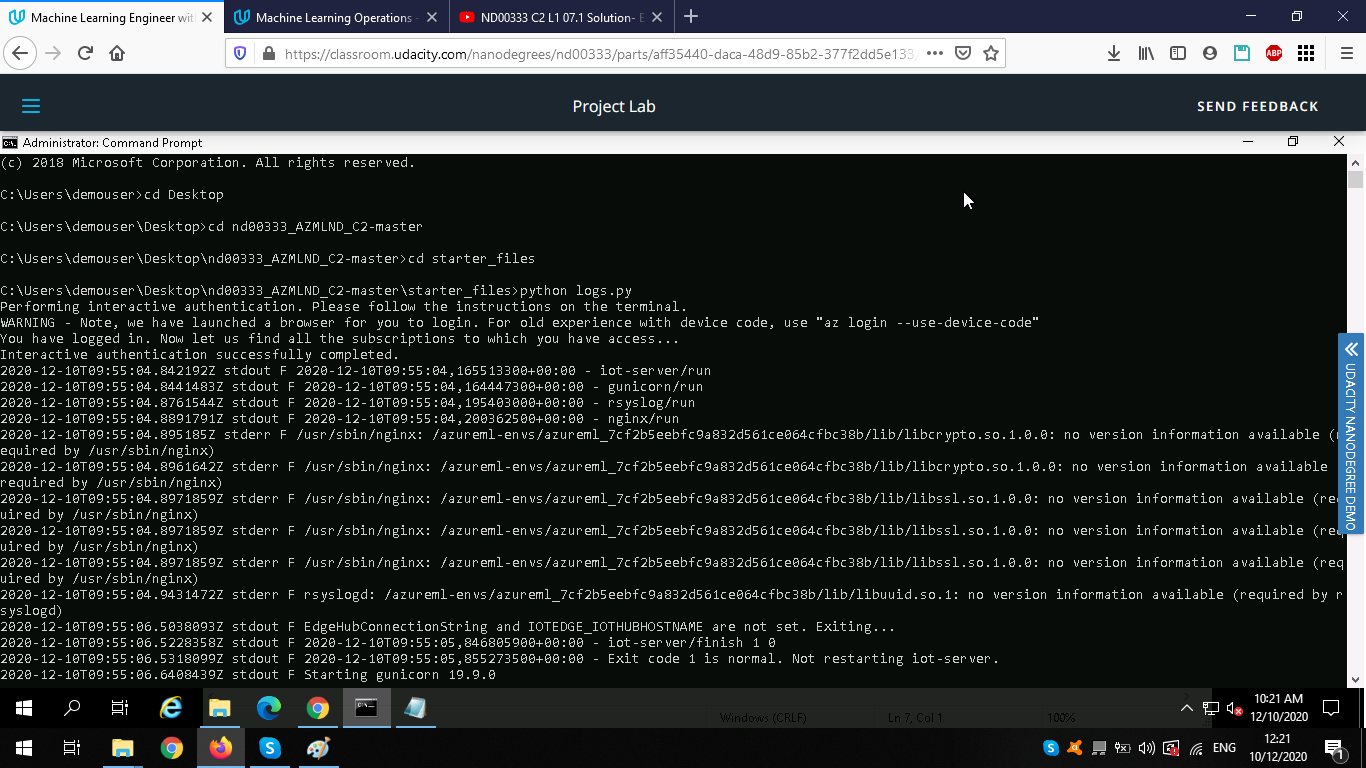 Machine Learning Engineer wit
Machine Learning Operations -
ND00333 C2 L1 07.1 Solution- E
https://classroom.udacity.com/nanodegrees/nd00333/parts/aff35440-daca-48d9-85b2-377f2dd5e133
ABP
Project Lab
SEND FEEDBACK
Administrator: Command Prompt
(c) 2018 Microsoft Corporation. All rights reserved.
C:\Users\demouser>cd Desktop
C:\Users\demouser\Desktop>cd nd00333_AZMLND_C2-master
C:\Users\demouser\Desktop\nd00333_AZMLND_C2-master>cd starter_files
C:\Users\demouser\Desktop\nd00333_AZMLND_C2-master\starter_files>python logs.py
Performing interactive authentication. Please follow the instructions on the terminal.
WARNING - Note, we have launched a browser for you to login. For old experience with device code, use "az login --use-device-code"
You have logged in. Now let us find all the subscriptions to which you have access...
Interactive authentication successfully completed.
2020-12-10T09:55:04.842192Z stdout F 2020-12-10T09:55:04,165513300+00:00 - iot-server/run
2020-12-10T09:55:04.8441483Z stdout F 2020-12-10T09:55:04,164447300+00:00 - gunicorn/run
2020-12-10T09:55:04.8761544Z stdout F 2020-12-10T09:55:04,195403000+00:00 - rsyslog/run
2020-12-10T09:55:04.8891791Z stdout F 2020-12-10T09:55:04,200362500+00:00 - nginx/run
2020-12-10T09:55:04.895185Z stderr F /usr/sbin/nginx: /azureml-envs/azureml_7cf2b5eebfc9a832d561ce064cfbc38b/lib/libcrypto.so.1.0.0: no version information available (r
equired by /usr/sbin/nginx)
2020-12-10T09:55:04.8961642Z stderr F /usr/sbin/nginx: /azureml-envs/azureml_7cf2b5eebfc9a832d561ce064cfbc38b/lib/libcrypto.so.1.0.0: no version information available
required by /usr/sbin/nginx)
2020-12-10T09:55:04.8971859Z stderr F /usr/sbin/nginx: /azureml-envs/azureml_7cf2b5eebfc9a832d561ce064cfbc38b/lib/libssl.so.1.0.0: no version information available (req
uired by /usr/sbin/nginx)
2020-12-10T09:55:04.8971859Z stderr F /usr/sbin/nginx: /azureml-envs/azureml_7cf2b5eebfc9a832d561ce064cfbc38b/lib/libssl.so.1.0.0: no version information available (req
uired by /usr/sbin/nginx)
2020-12-10T09:55:04.8971859Z stderr F /usr/sbin/nginx: /azureml-envs/azureml_7cf2b5eebfc9a832d561ce064cfbc38b/lib/libssl.so.1.0.0: no version information available (req
uired by /usr/sbin/nginx)
2020-12-10T09:55:04.9431472Z stderr F rsyslogd: /azureml-envs/azureml_7cf2b5eebfc9a832d561ce064cfbc38b/lib/libuuid.so.1: no version information available (required by r
syslogd)
2020-12-10T09:55:06.5038093Z stdout F EdgeHubConnectionString and IOTEDGE_IOTHUBHOSTNAME are not set. Exiting...
2020-12-10T09:55:06.5228358Z stdout F 2020-12-10T09:55:05,846805900+00:00 - iot-server/finish 1 0
2020-12-10T09:55:06.5318099Z stdout F 2020-12-10T09:55:05,855273500+00:00 - Exit code 1 is normal. Not restarting iot-server.
2020-12-10T09:55:06.6408439Z stdout F Starting gunicorn 19.9.0
UDACITY NANODEGREE DEMO
Windows (CRLF)
Ln 7, Col 1
100%
10:21 AM
12/10/2020
ENG
12:21
10/12/2020
1